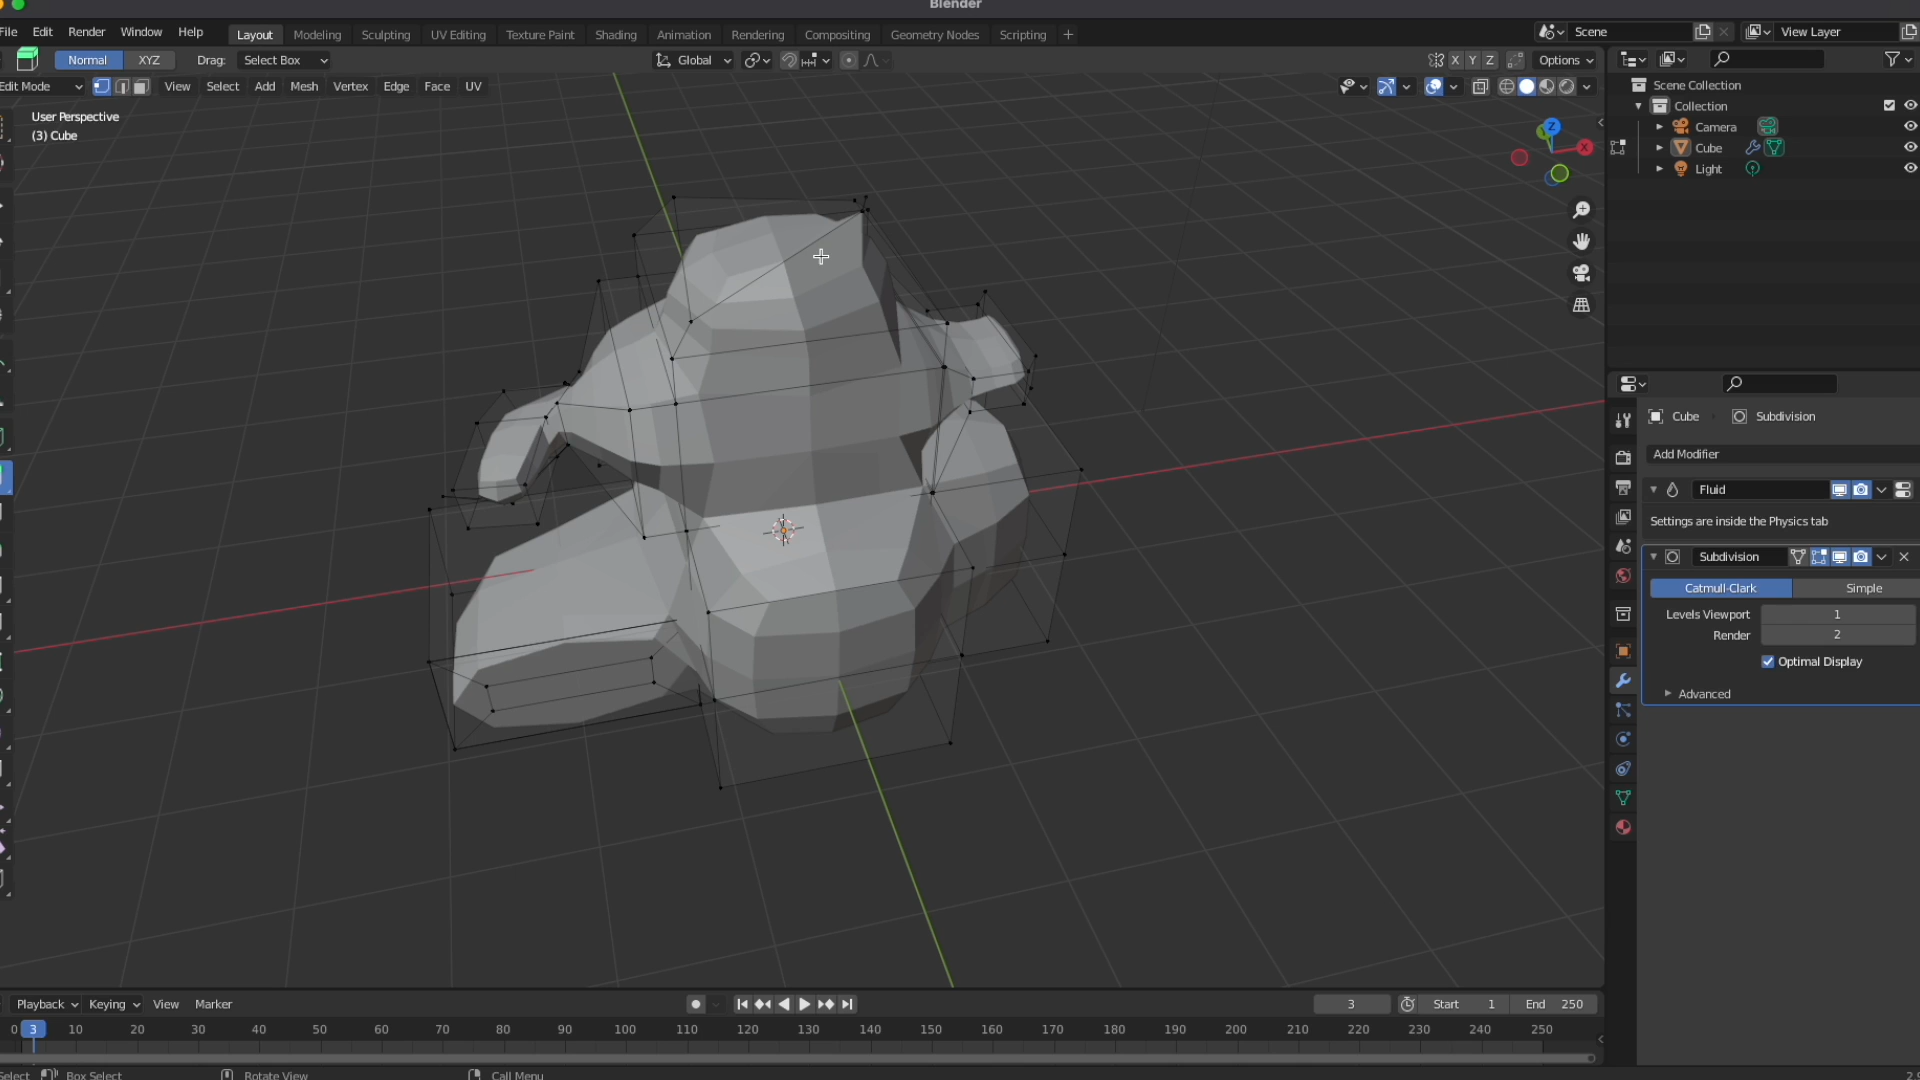 Blender
File Edit Render Window Help Layout Modeling Sculpting UV Editing Texture Paint Shading Animation Rendering Compositing Geometry Nodes Scripting + Scene View Layer
Normal XYZ Drag: Select Box Global X Y Z Options
Edit Mode View Select Add Mesh Vertex Edge Face UV
User Perspective
(3) Cube
Z
X
Scene Collection
Collection
Camera
Cube
Light
Cube Subdivision
Add Modifier
Fluid
Settings are inside the Physics tab
Subdivision
Catmull-Clark Simple
Levels Viewport 1
Render 2
Optimal Display
Advanced
Playback Keying View Marker 3 Start 1 End 250
0 3 10 20 30 40 50 60 70 80 90 100 110 120 130 140 150 160 170 180 190 200 210 220 230 240 250
Select Box Select Rotate View Call Menu